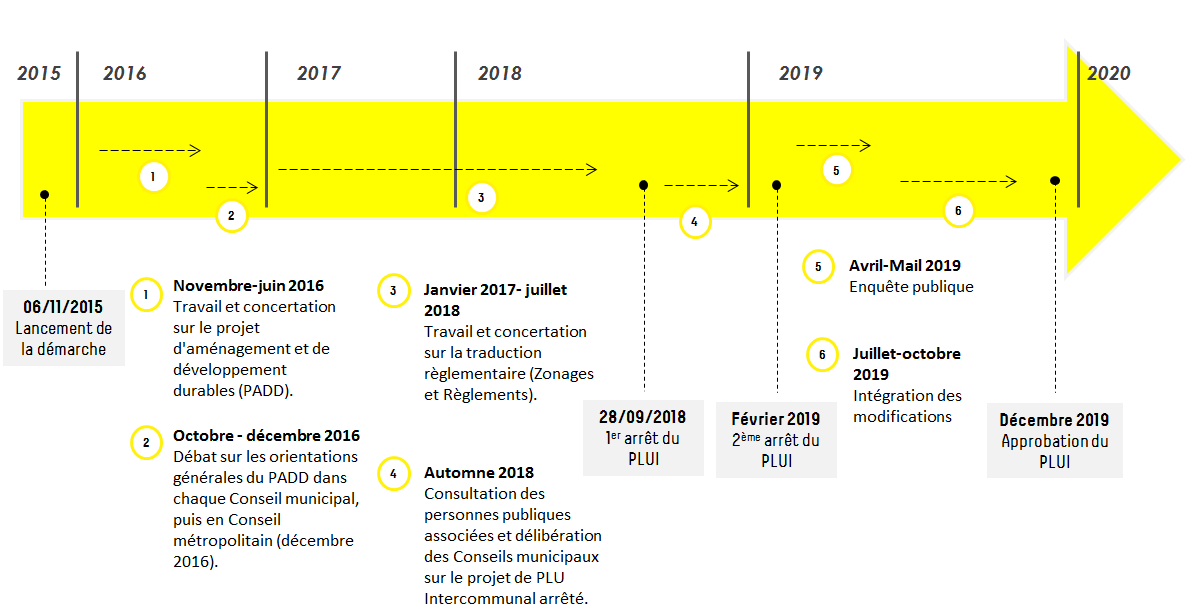 2015
2016
2017
2018
2019
2020
1
2
3
4
5
6
06/11/2015
Lancement de
la démarche
1
Novembre-juin 2016
Travail et concertation
sur le projet
d'aménagement et de
développement
durables (PADD).
2
Octobre - décembre 2016
Débat sur les orientations
générales du PADD dans
chaque Conseil municipal,
puis en Conseil
métropolitain (décembre
2016).
3
Janvier 2017- juillet
2018
Travail et concertation
sur la traduction
règlementaire (Zonages
et Règlements).
4
Automne 2018
Consultation des
personnes publiques
associées et délibération
des Conseils municipaux
sur le projet de PLU
Intercommunal arrêté.
28/09/2018
1er arrêt du
PLUI
Février 2019
2ème arrêt du
PLUI
5
Avril-Mail 2019
Enquête publique
6
Juillet-octobre
2019
Intégration des
modifications
Décembre 2019
Approbation du
PLUI